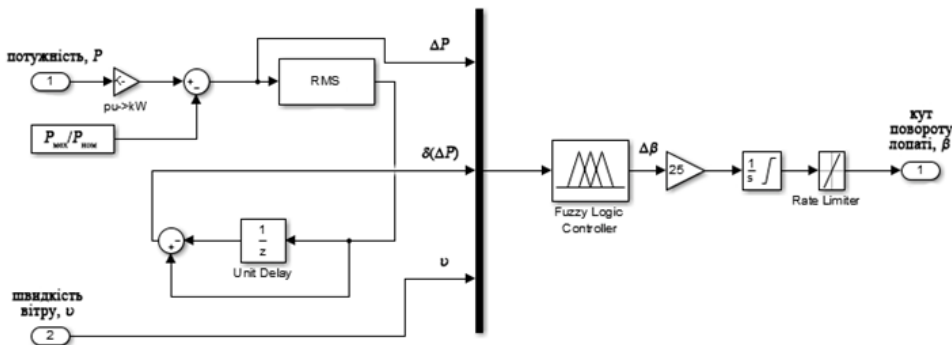 потужність, P
1
-K-
pu->kW
+
−
Pмех/Pном
RMS
ΔP
δ(ΔP)
1
z
Unit Delay
−
+
υ
швидкість
вітру, υ
2
Fuzzy Logic
Controller
Δβ
25
1
s
Rate Limiter
кут
повороту
лопаті, β
1